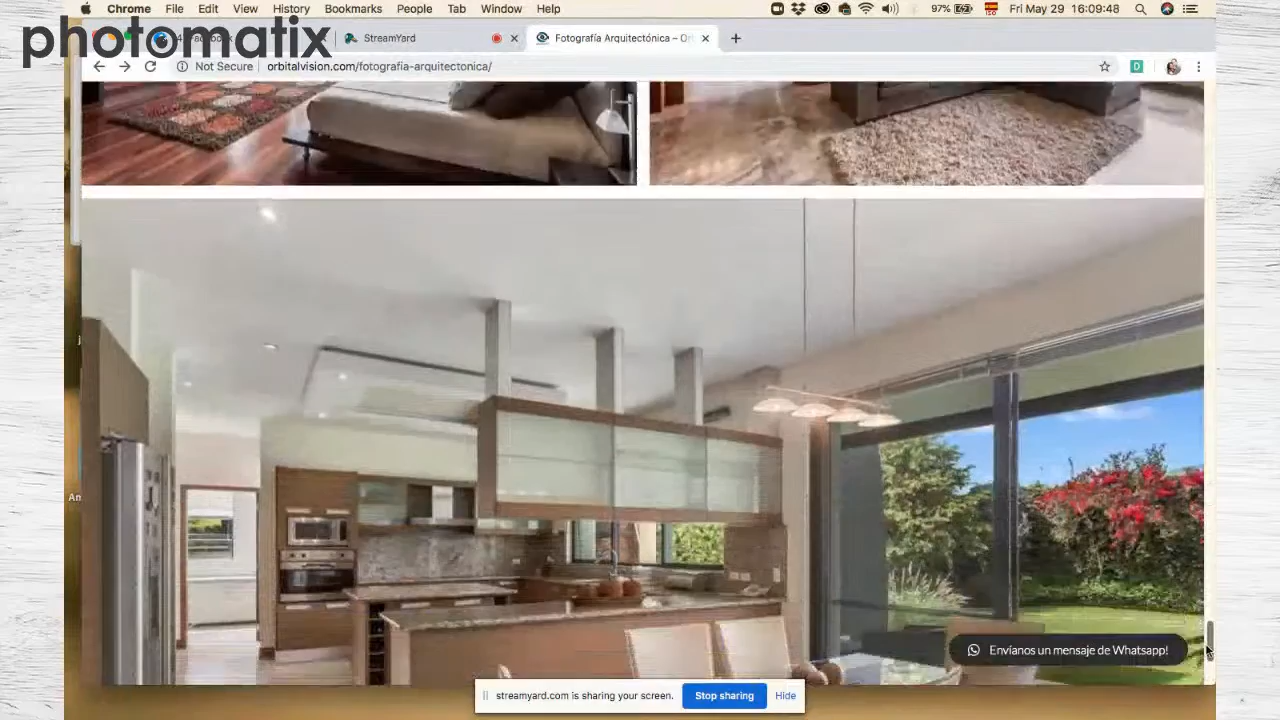 Chrome File Edit View History Bookmarks People Tab Window Help 97% Fri May 29 16:09:48
photomatix
StreamYard Fotografía Arquitectónica – Or
Not Secure orbitalvision.com/fotografia-arquitectonica/ D
Envíanos un mensaje de Whatsapp!
streamyard.com is sharing your screen. Stop sharing Hide